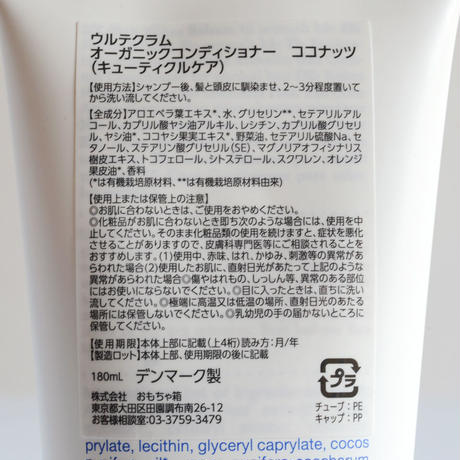 ウルテクラム
オーガニックコンディショナー　ココナッツ
（キューティクルケア）
【使用方法】シャンプー後、髪と頭皮に馴染ませ、2〜3分程度置いて
から洗い流してください。
【全成分】アロエベラ葉エキス*、水、グリセリン**、セテアリルアル
コール、カプリル酸ヤシ油アルキル、レシチン、カプリル酸グリセリ
ル、ヤシ油*、ココヤシ果実エキス*、野菜油、セテアリル硫酸Na、セ
タノール、ステアリン酸グリセリル(SE)、マグノリアオフィシナリス
樹皮エキス、トコフェロール、シトステロール、スクワレン、オレンジ
果皮油*、香料
(*は有機栽培原材料、**は有機栽培原材料由来)
【使用上または保管上の注意】
◎お肌に合わないときは、ご使用をおやめください。
◎化粧品がお肌に合わないとき即ち次のような場合には、使用を中
止してください。そのまま化粧品類の使用を続けますと、症状を悪化
させることがありますので、皮膚科専門医等にご相談されることを
おすすめします。(1)使用中、赤味、はれ、かゆみ、刺激等の異常が
あらわれた場合(2)使用したお肌に、直射日光があたって上記のような
異常があらわれた場合◎傷やはれもの、しっしん等、異常のある部位に
はお使いにならないでください。◎目に入ったときは、直ちに洗い
流してください。◎極端に高温又は低温の場所、直射日光のあたる
場所には保管しないでください。◎乳幼児の手の届かないところに
保管してください。
【使用期限】本体上部に記載(上4桁)読み方：月/年
【製造ロット】本体上部、使用期限の後に記載
180mL　デンマーク製
株式会社　おもちゃ箱
東京都大田区田園調布南26-12
お客様相談室 03-3759-3479
プラ
チューブ：PE
キャップ：PP
prylate, lecithin, glyceryl caprylate, cocos